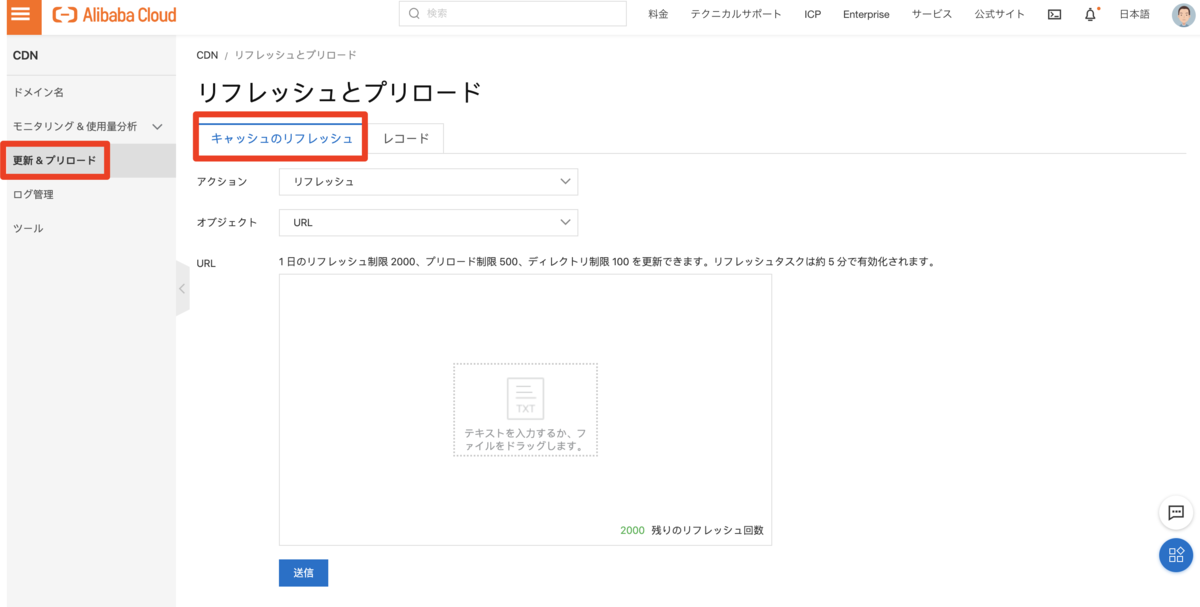 Alibaba Cloud
検索
料金
テクニカルサポート
ICP
Enterprise
サービス
公式サイト
日本語
CDN
ドメイン名
モニタリング & 使用量分析
更新 & プリロード
ログ管理
ツール
CDN / リフレッシュとプリロード
リフレッシュとプリロード
キャッシュのリフレッシュ
レコード
アクション
リフレッシュ
オブジェクト
URL
URL
1 日のリフレッシュ制限 2000、プリロード制限 500、ディレクトリ制限 100 を更新できます。リフレッシュタスクは約 5 分で有効化されます。
TXT
テキストを入力するか、フ
ァイルをドラッグします。
2000 残りのリフレッシュ回数
送信